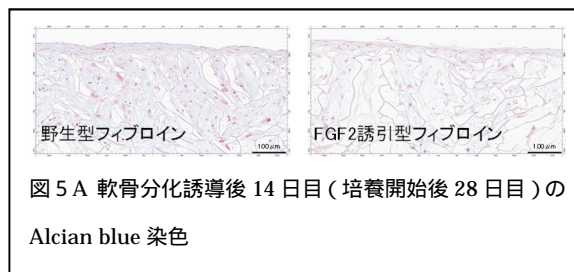 野生型フィブロイン
100μm
FGF2誘引型フィブロイン
100μm
図5A 軟骨分化誘導後 14 日目(培養開始後 28 日目)の
Alcian blue 染色